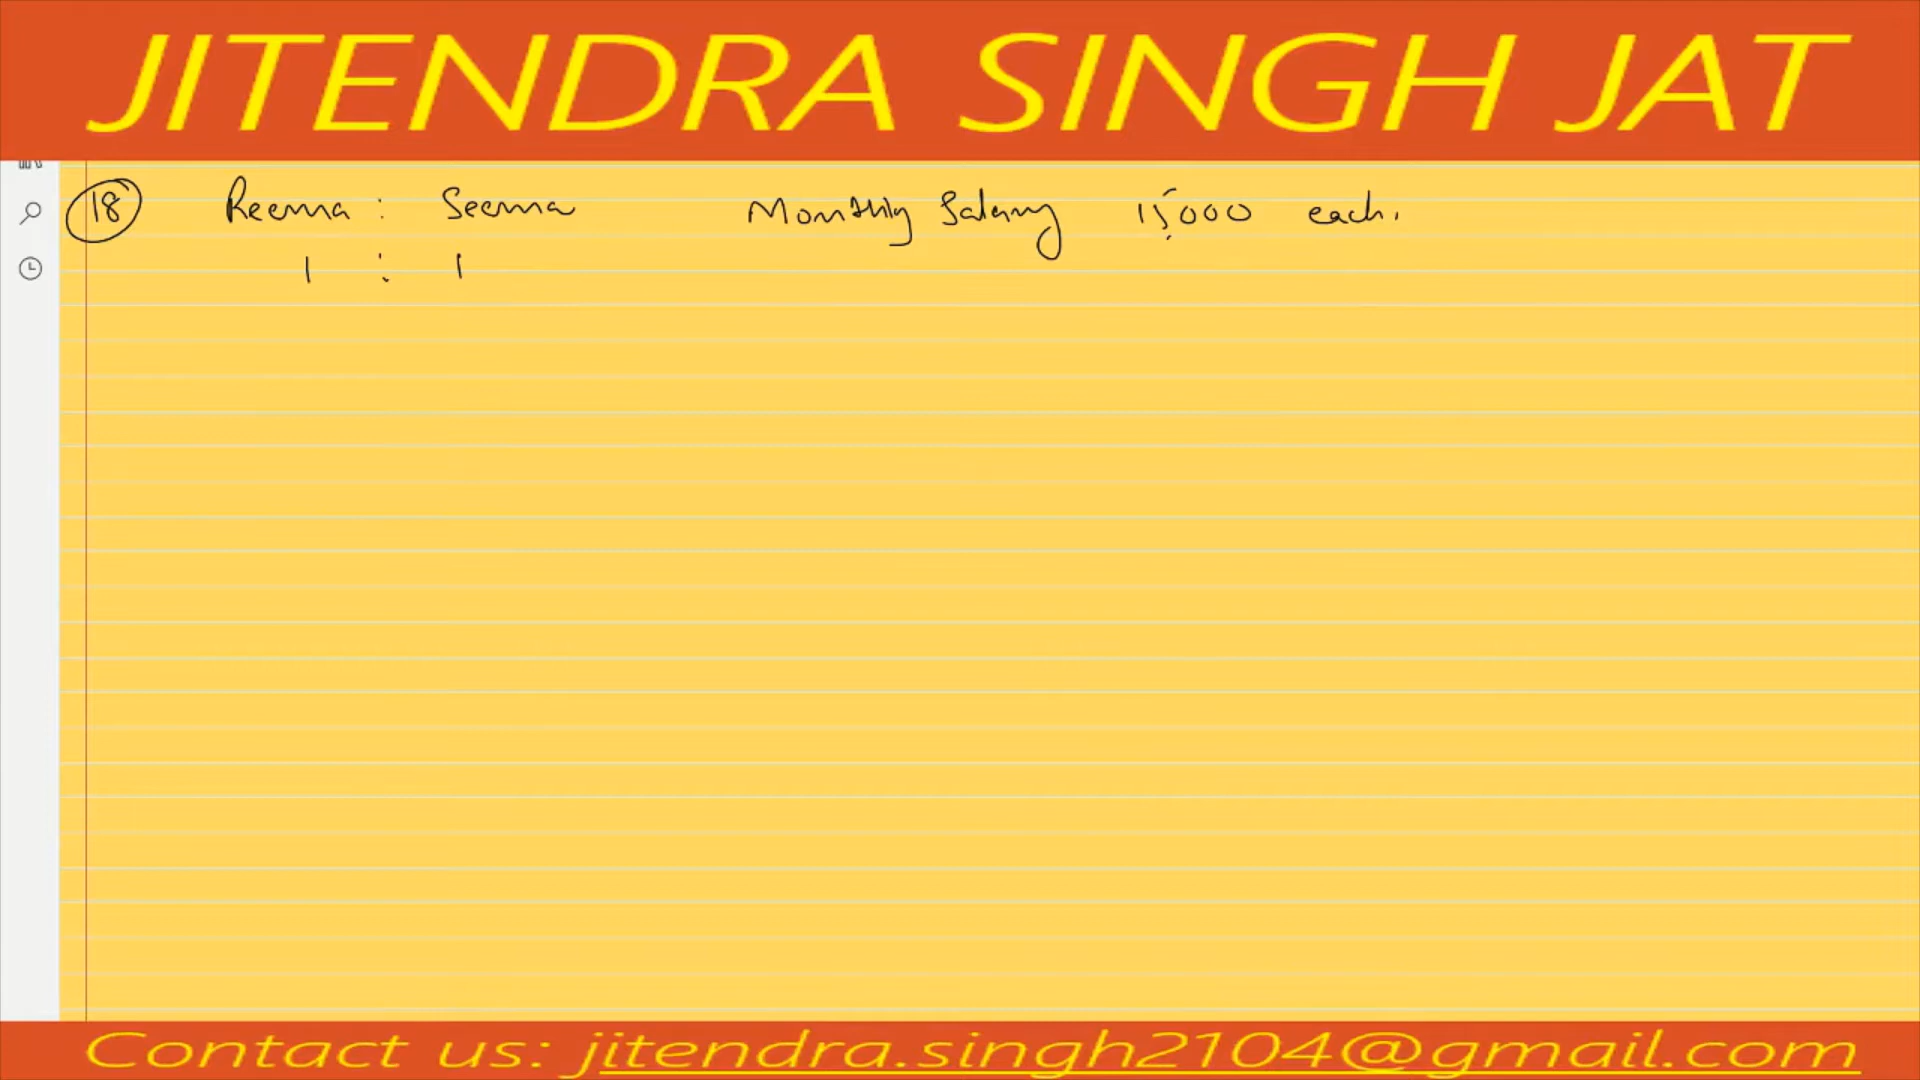 JITENDRA SINGH JAT
18 Reema : Seema Monthly Salary 15,000 each.
1 : 1
Contact us: jitendra.singh2104@gmail.com